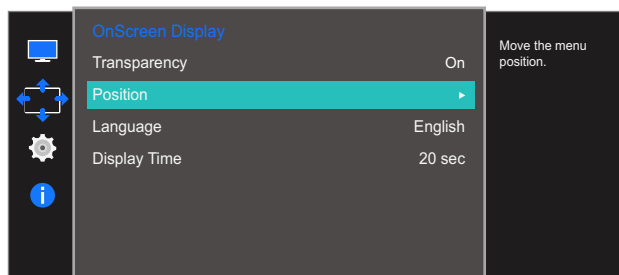 OnScreen Display
Transparency On
Position
Language English
Display Time 20 sec
Move the menu
position.